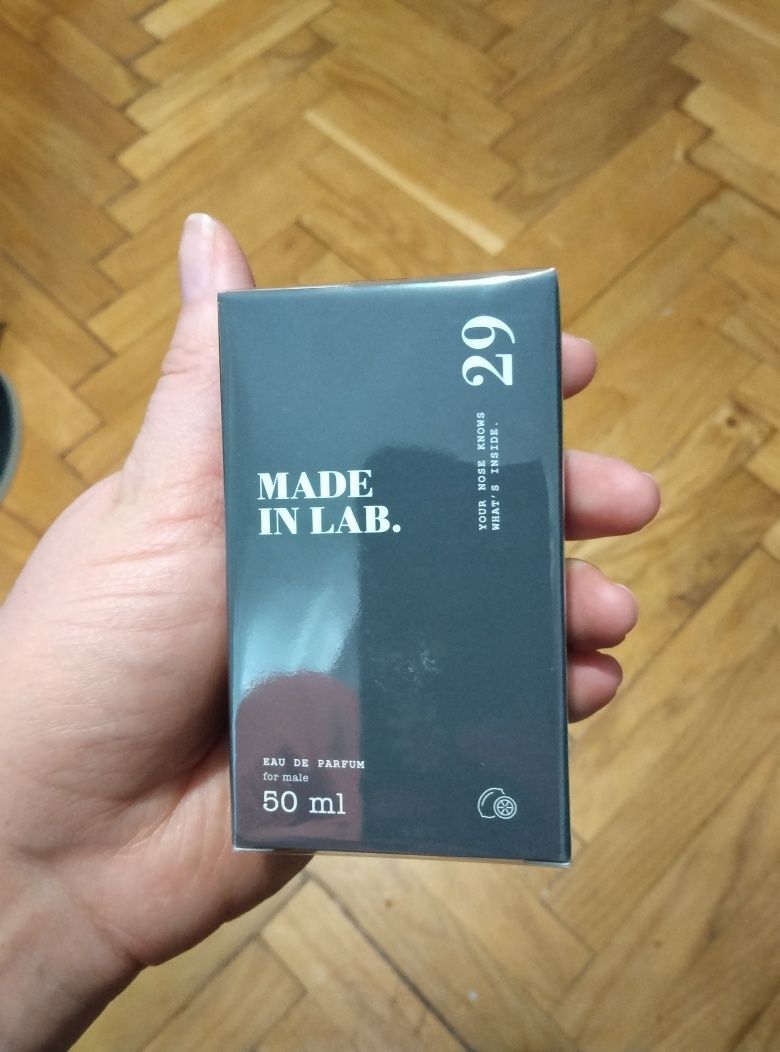 29
YOUR NOSE KNOWS
WHAT'S INSIDE.
MADE
IN LAB.
EAU DE PARFUM
for male
50 ml